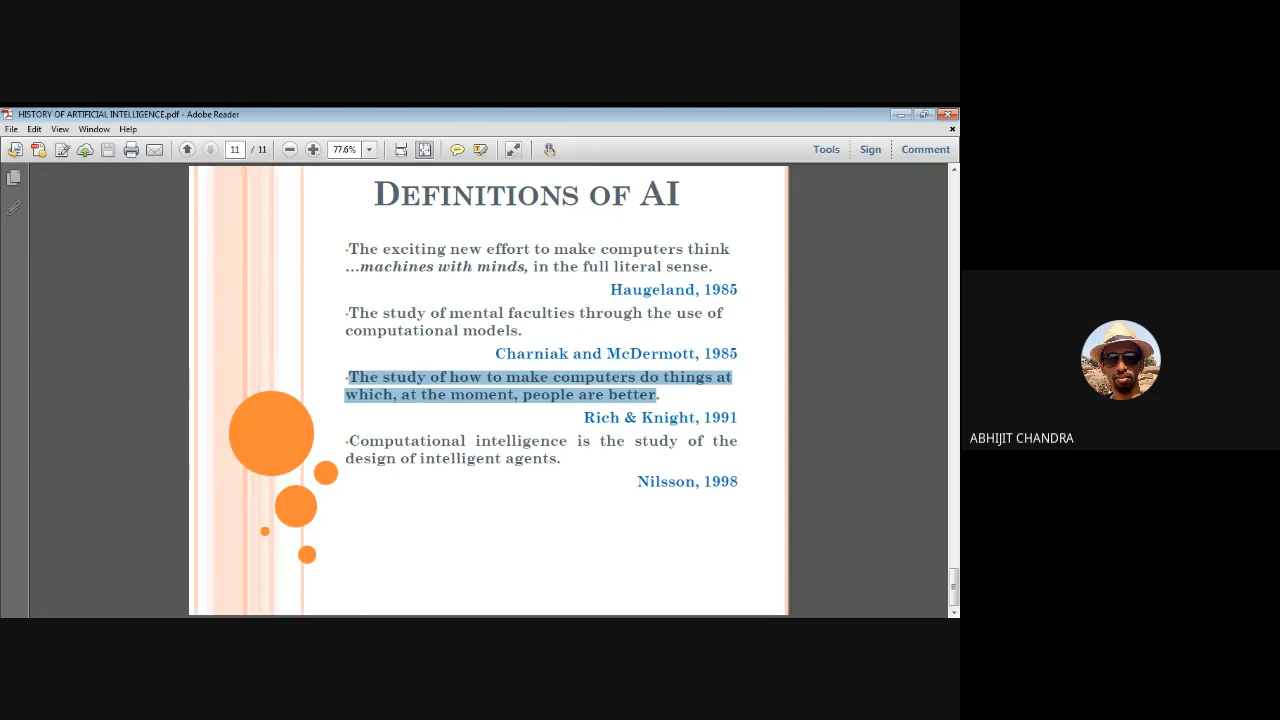 HISTORY OF ARTIFICIAL INTELLIGENCE.pdf - Adobe Reader
File Edit View Window Help
11 / 11 77.6% Tools Sign Comment
DEFINITIONS OF AI
The exciting new effort to make computers think
...machines with minds, in the full literal sense.
Haugeland, 1985
The study of mental faculties through the use of
computational models.
Charniak and McDermott, 1985
The study of how to make computers do things at
which, at the moment, people are better.
Rich & Knight, 1991
Computational intelligence is the study of the
design of intelligent agents.
Nilsson, 1998
ABHIJIT CHANDRA